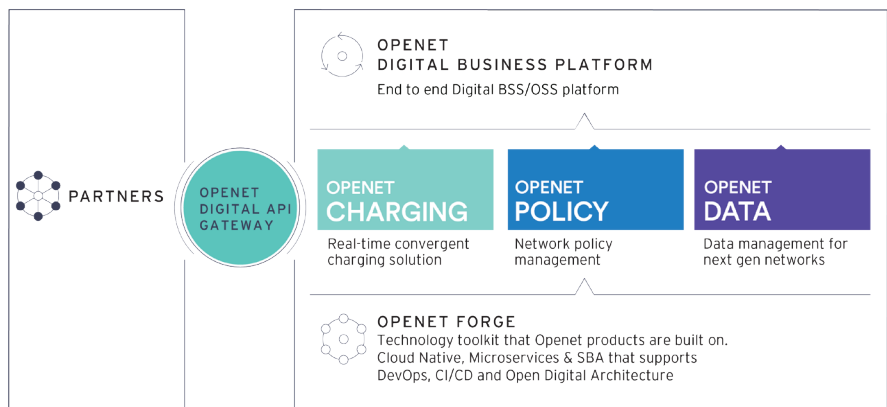 PARTNERS
OPENET
DIGITAL API
GATEWAY
OPENET
DIGITAL BUSINESS PLATFORM
End to end Digital BSS/OSS platform
OPENET
CHARGING
Real-time convergent
charging solution
OPENET
POLICY
Network policy
management
OPENET
DATA
Data management for
next gen networks
OPENET FORGE
Technology toolkit that Openet products are built on.
Cloud Native, Microservices & SBA that supports
DevOps, CI/CD and Open Digital Architecture